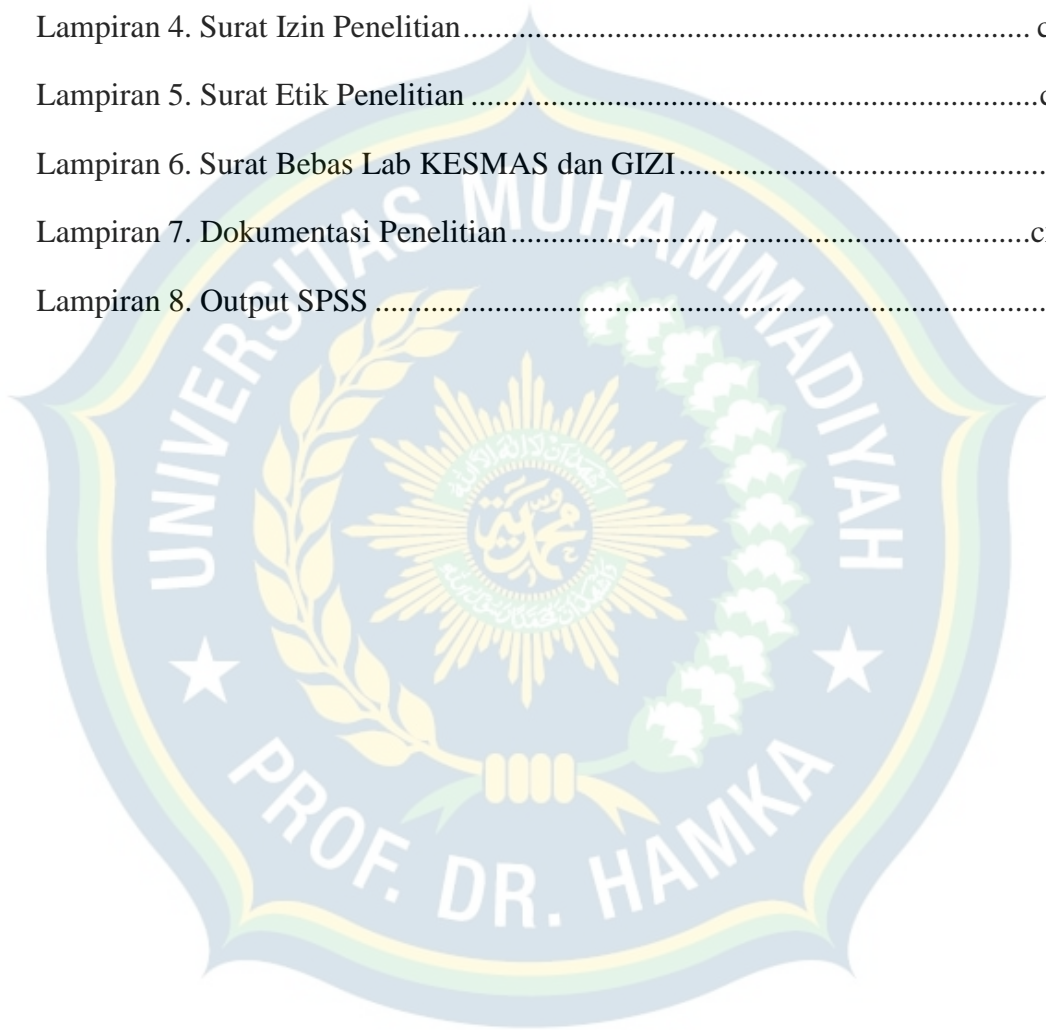 Lampiran 4. Surat Izin Penelitian.................................................................... c
Lampiran 5. Surat Etik Penelitian ....................................................................c
Lampiran 6. Surat Bebas Lab KESMAS dan GIZI............................................
Lampiran 7. Dokumentasi Penelitian..............................................................c
Lampiran 8. Output SPSS ................................................................................
UNIVERSITAS MUHAMMADIYAH
PROF. DR. HAMKA
محمدية